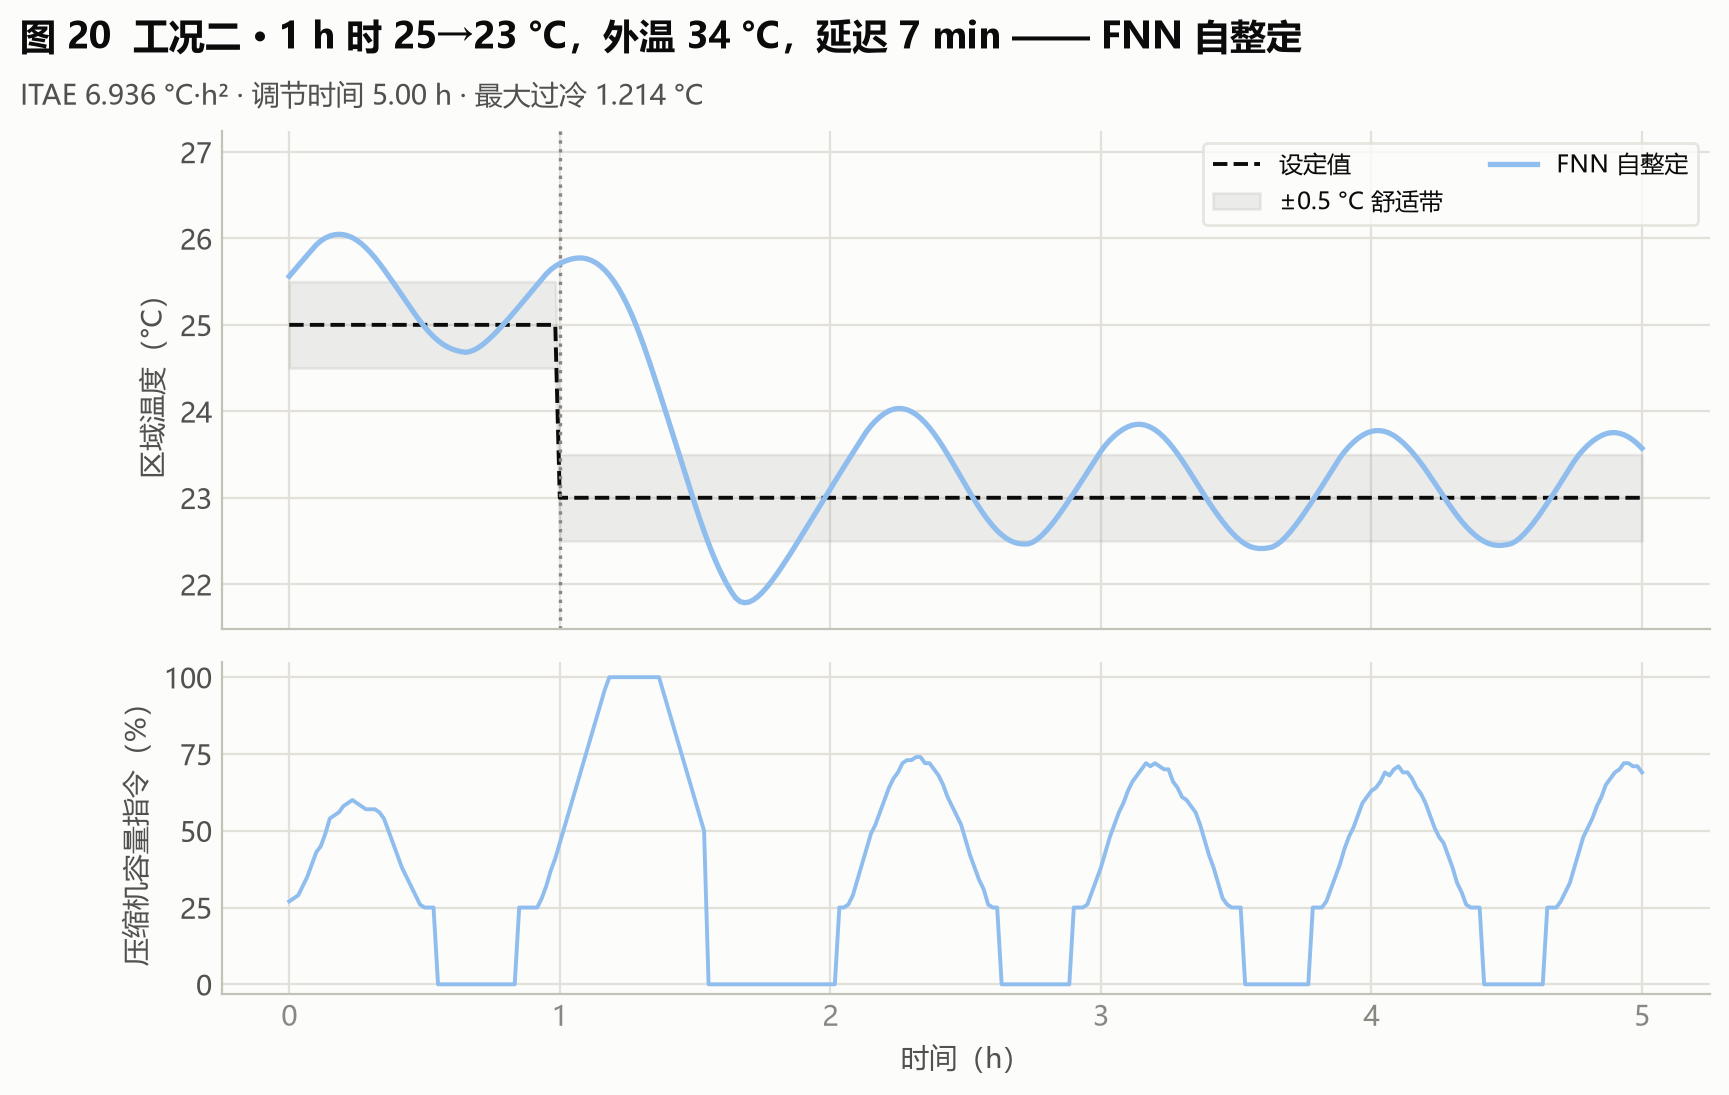 图 20 工况二 • 1 h 时 25→23 °C，外温 34 °C，延迟 7 min —— FNN 自整定
ITAE 6.936 °C·h² · 调节时间 5.00 h · 最大过冷 1.214 °C
设定值
FNN 自整定
±0.5 °C 舒适带
区域温度（°C）
27
26
25
24
23
22
压缩机容量指令（%）
100
75
50
25
0
0 1 2 3 4 5
时间（h）